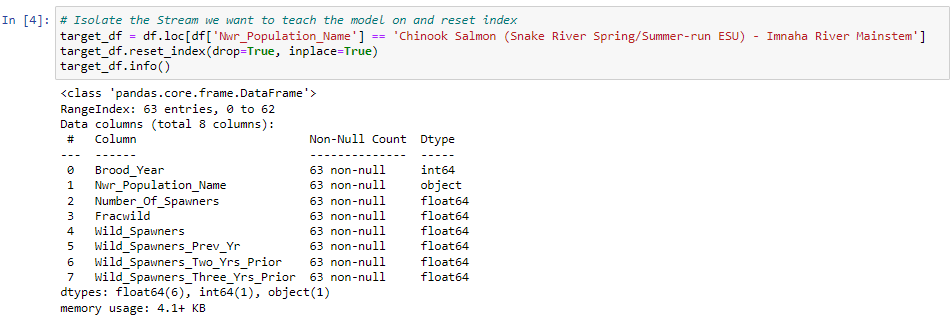 In [4]: # Isolate the Stream we want to teach the model on and reset index
target_df = df.loc[df['Nwr_Population_Name'] == 'Chinook Salmon (Snake River Spring/Summer-run ESU) - Imnaha River Mainstem']
target_df.reset_index(drop=True, inplace=True)
target_df.info()
<class 'pandas.core.frame.DataFrame'>
RangeIndex: 63 entries, 0 to 62
Data columns (total 8 columns):
 #   Column                      Non-Null Count  Dtype
---  ------                      --------------  -----
 0   Brood_Year                  63 non-null     int64
 1   Nwr_Population_Name         63 non-null     object
 2   Number_Of_Spawners          63 non-null     float64
 3   Fracwild                    63 non-null     float64
 4   Wild_Spawners               63 non-null     float64
 5   Wild_Spawners_Prev_Yr       63 non-null     float64
 6   Wild_Spawners_Two_Yrs_Prior    63 non-null     float64
 7   Wild_Spawners_Three_Yrs_Prior  63 non-null     float64
dtypes: float64(6), int64(1), object(1)
memory usage: 4.1+ KB